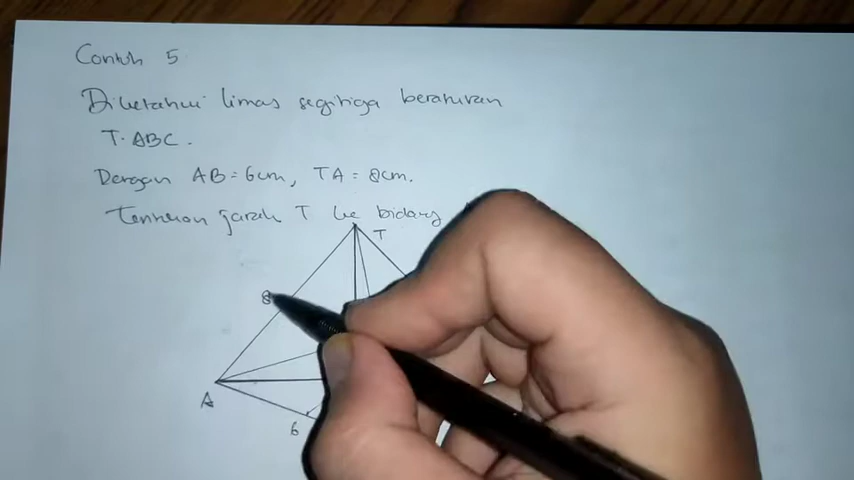 Contoh 5
Diketahui limas segitiga beraturan
T. ABC.
Dengan AB = 6cm, TA = 8cm.
Tentukan jarak T ke bidang
T
8
A
6